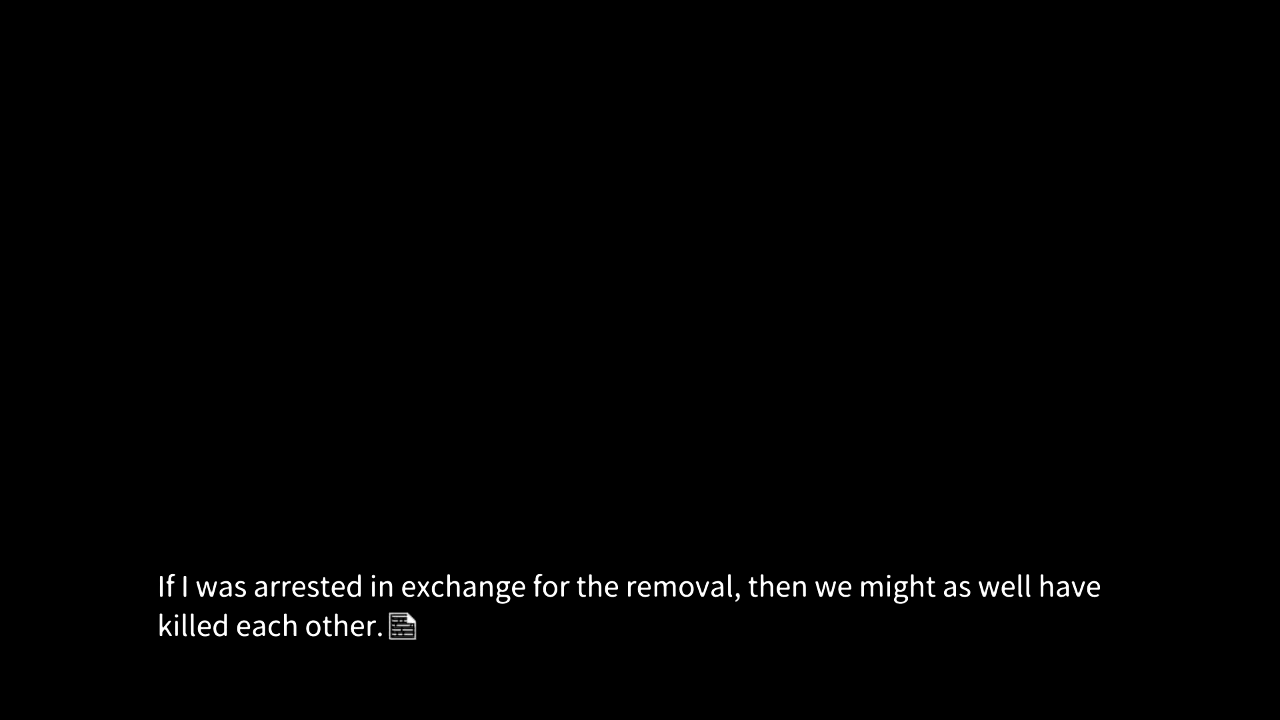 If I was arrested in exchange for the removal, then we might as well have
killed each other.